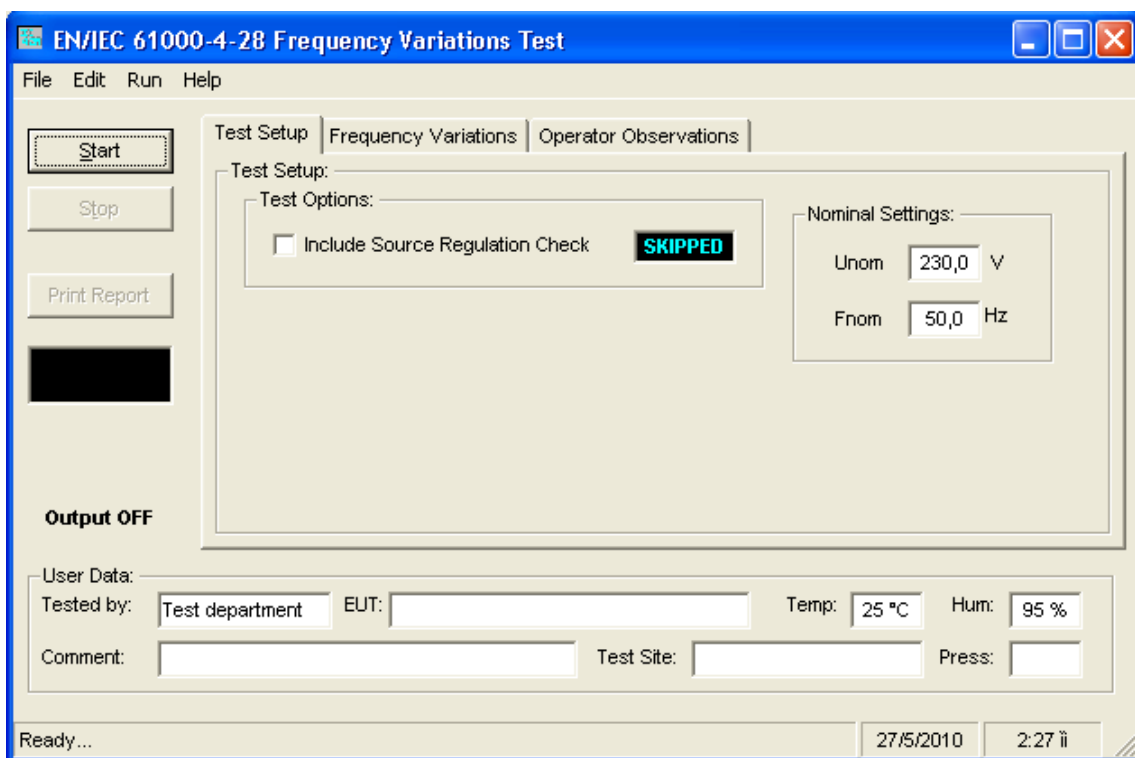 EN/IEC 61000-4-28 Frequency Variations Test
File Edit Run Help
Start
Stop
Print Report
Output OFF
Test Setup Frequency Variations Operator Observations
Test Setup:
Test Options:
Include Source Regulation Check SKIPPED
Nominal Settings:
Unom 230,0 V
Fnom 50,0 Hz
User Data:
Tested by: Test department EUT: Temp: 25 °C Hum: 95 %
Comment: Test Site: Press:
Ready... 27/5/2010 2:27 ìì